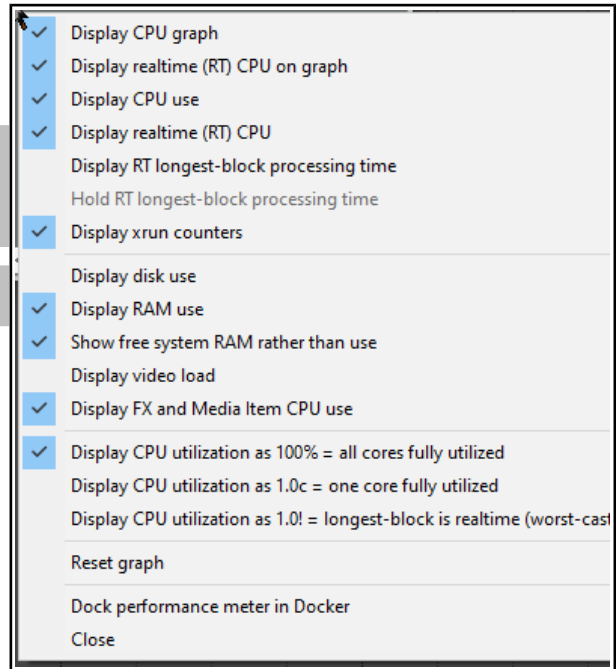 Display CPU graph
Display realtime (RT) CPU on graph
Display CPU use
Display realtime (RT) CPU
Display RT longest-block processing time
Hold RT longest-block processing time
Display xrun counters
Display disk use
Display RAM use
Show free system RAM rather than use
Display video load
Display FX and Media Item CPU use
Display CPU utilization as 100% = all cores fully utilized
Display CPU utilization as 1.0c = one core fully utilized
Display CPU utilization as 1.0! = longest-block is realtime (worst-cast
Reset graph
Dock performance meter in Docker
Close